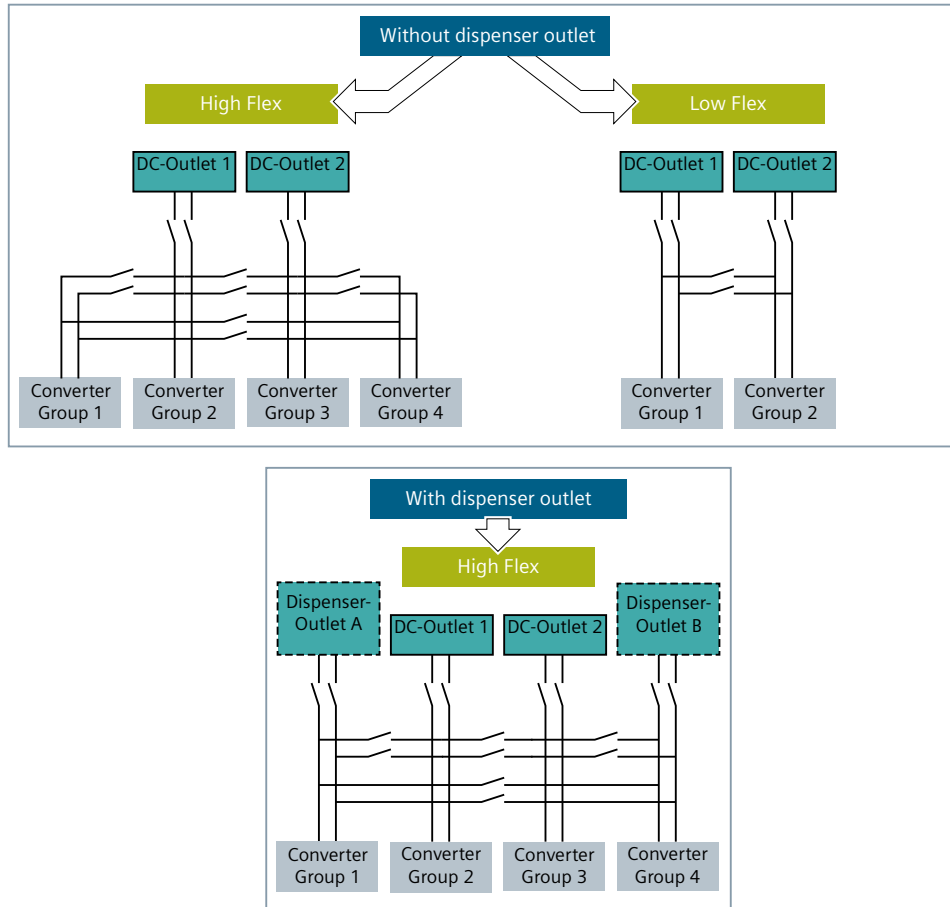 Without dispenser outlet
High Flex
Low Flex
DC-Outlet 1
DC-Outlet 2
DC-Outlet 1
DC-Outlet 2
Converter
Group 1
Converter
Group 2
Converter
Group 3
Converter
Group 4
Converter
Group 1
Converter
Group 2
With dispenser outlet
High Flex
Dispenser-
Outlet A
DC-Outlet 1
DC-Outlet 2
Dispenser-
Outlet B
Converter
Group 1
Converter
Group 2
Converter
Group 3
Converter
Group 4